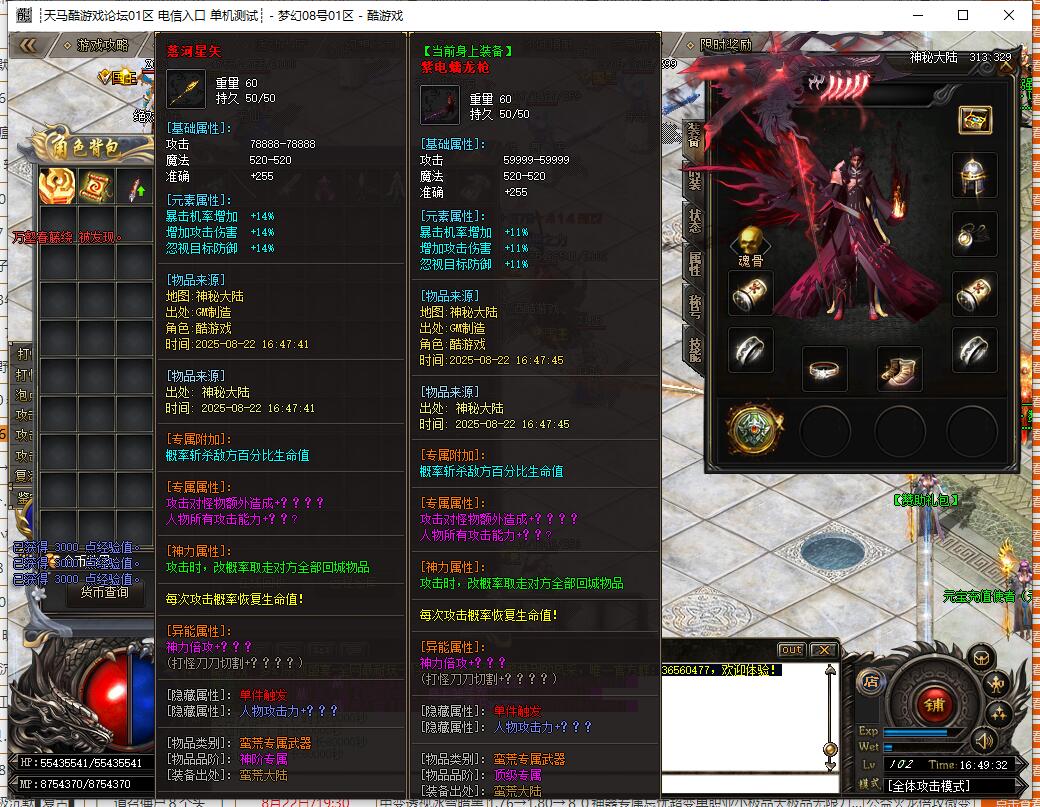 天马酷游戏论坛01区 电信入口 单机测试 - 梦幻08号01区 - 酷游戏
游戏攻略
限时奖励
国王
角色背包
万壑春藤绕 被发现。
已获得 3000 点经验值。
已获得 3000 点经验值。
已获得 3000 点经验值。
货币查询
HP:55435541/55435541
MP:8754370/8754370
落河星矢
重量 60
持久 50/50
[基础属性]:
攻击 78888-78888
魔法 520-520
准确 +255
[元素属性]:
暴击机率增加 +14%
增加攻击伤害 +14%
忽视目标防御 +14%
[物品来源]
地图:神秘大陆
出处:GM制造
角色:酷游戏
时间:2025-08-22 16:47:41
[物品来源]
出处: 神秘大陆
时间: 2025-08-22 16:47:41
[专属附加]:
概率斩杀敌方百分比生命值
[专属属性]:
攻击对怪物额外造成+????
人物所有攻击能力+???
[神力属性]:
攻击时,改概率取走对方全部回城物品
每次攻击概率恢复生命值!
[异能属性]:
神力倍攻+???
(打怪刀刀切割+????)
[隐藏属性]: 单件触发
[隐藏属性]: 人物攻击力+???
[物品类别]: 蛮荒专属武器
[物品品阶]: 神阶专属
[装备出处]: 蛮荒大陆
【当前身上装备】
紫电螭龙枪
重量 60
持久 50/50
[基础属性]:
攻击 59999-59999
魔法 520-520
准确 +255
[元素属性]:
暴击机率增加 +11%
增加攻击伤害 +11%
忽视目标防御 +11%
[物品来源]
地图:神秘大陆
出处:GM制造
角色:酷游戏
时间:2025-08-22 16:47:45
[物品来源]
出处: 神秘大陆
时间: 2025-08-22 16:47:45
[专属附加]:
概率斩杀敌方百分比生命值
[专属属性]:
攻击对怪物额外造成+????
人物所有攻击能力+???
[神力属性]:
攻击时,改概率取走对方全部回城物品
每次攻击概率恢复生命值!
[异能属性]:
神力倍攻+???
(打怪刀刀切割+????)
[隐藏属性]: 单件触发
[隐藏属性]: 人物攻击力+???
[物品类别]: 蛮荒专属武器
[物品品阶]: 顶级专属
[装备出处]: 蛮荒大陆
神秘大陆 313:329
装备
时装
状态
属性
称号
技能
魂骨
【赞助礼包】
元宝充值使者
out X
36560477,欢迎体验!
店
铺
Exp
Wet
Lv 102 Time:16:49:32
模式 [全体攻击模式]
8月22日/19:30